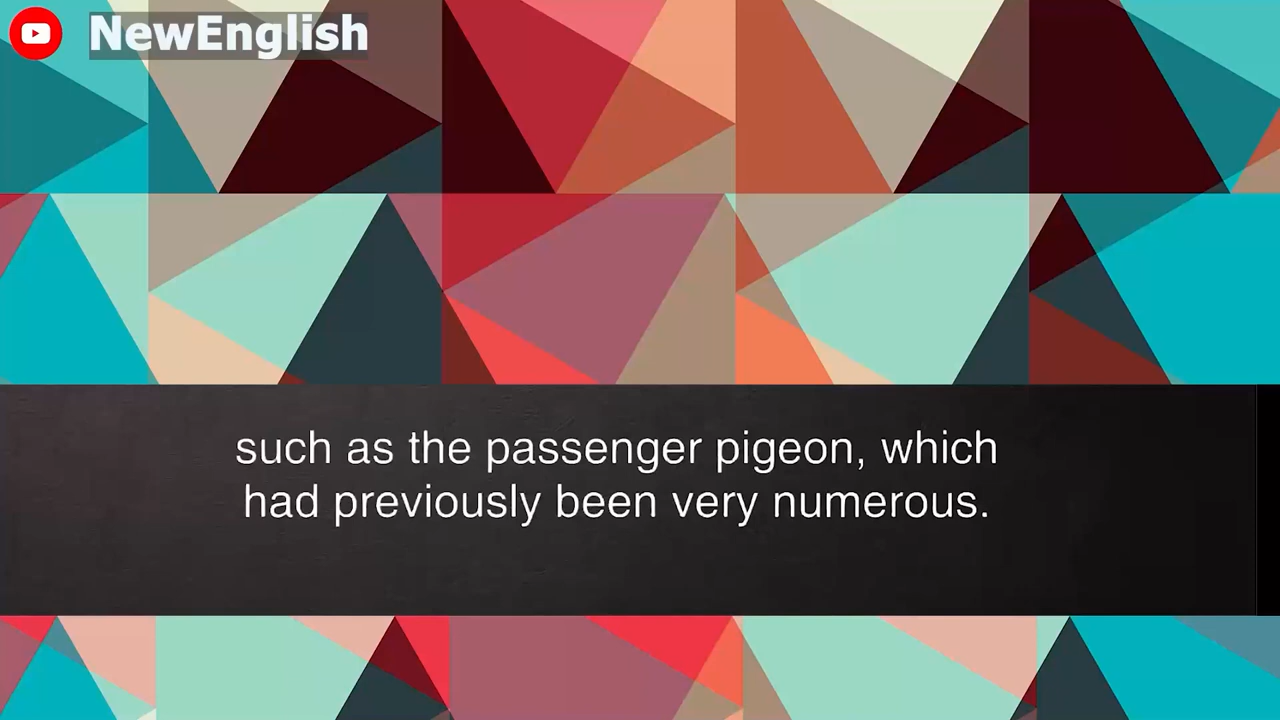 NewEnglish
such as the passenger pigeon, which
had previously been very numerous.